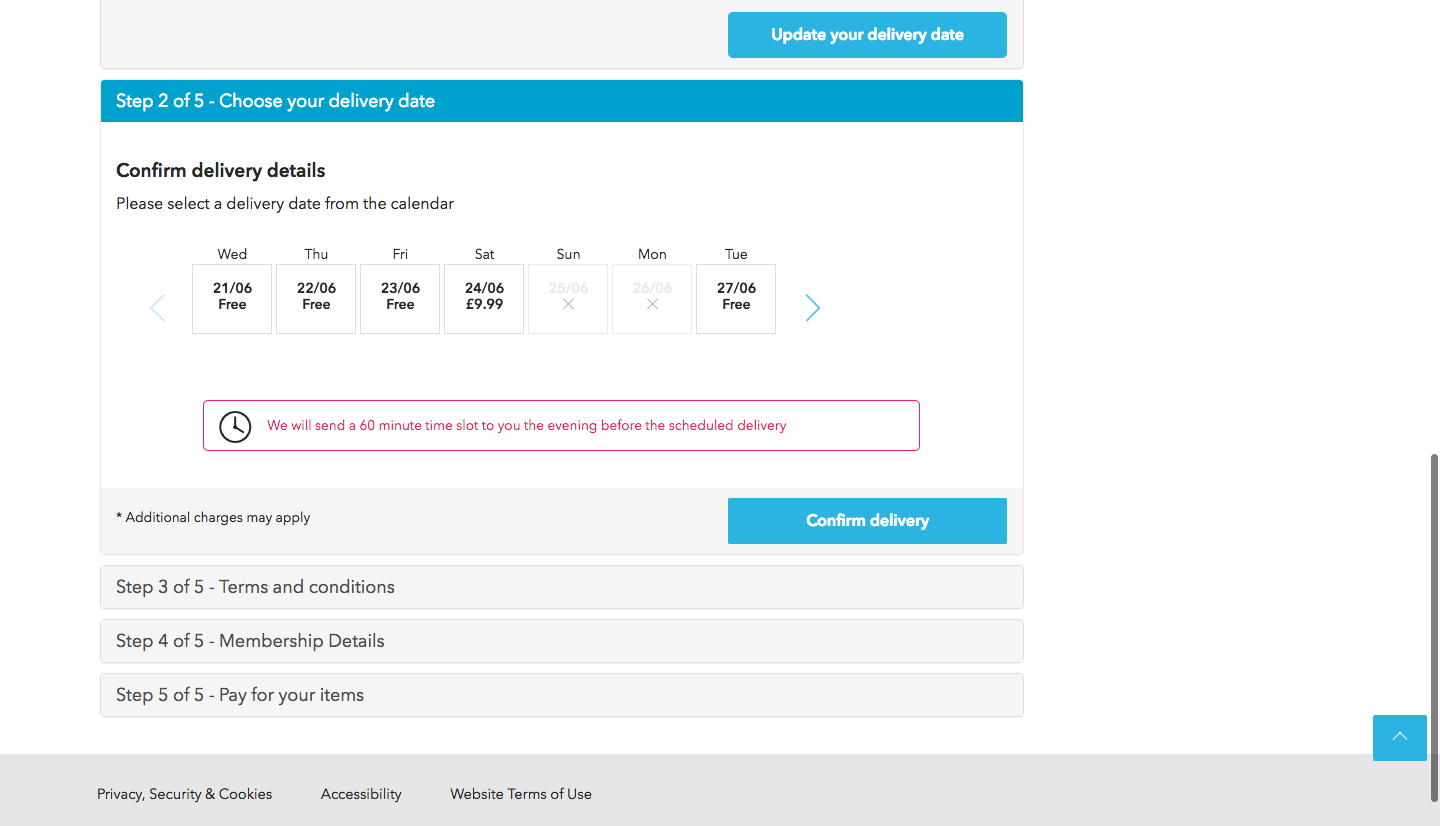 Update your delivery date
Step 2 of 5 - Choose your delivery date
Confirm delivery details
Please select a delivery date from the calendar
Wed Thu Fri Sat Sun Mon Tue
21/06 22/06 23/06 24/06 25/06 26/06 27/06
Free Free Free £9.99 Free
We will send a 60 minute time slot to you the evening before the scheduled delivery
* Additional charges may apply
Confirm delivery
Step 3 of 5 - Terms and conditions
Step 4 of 5 - Membership Details
Step 5 of 5 - Pay for your items
Privacy, Security & Cookies Accessibility Website Terms of Use